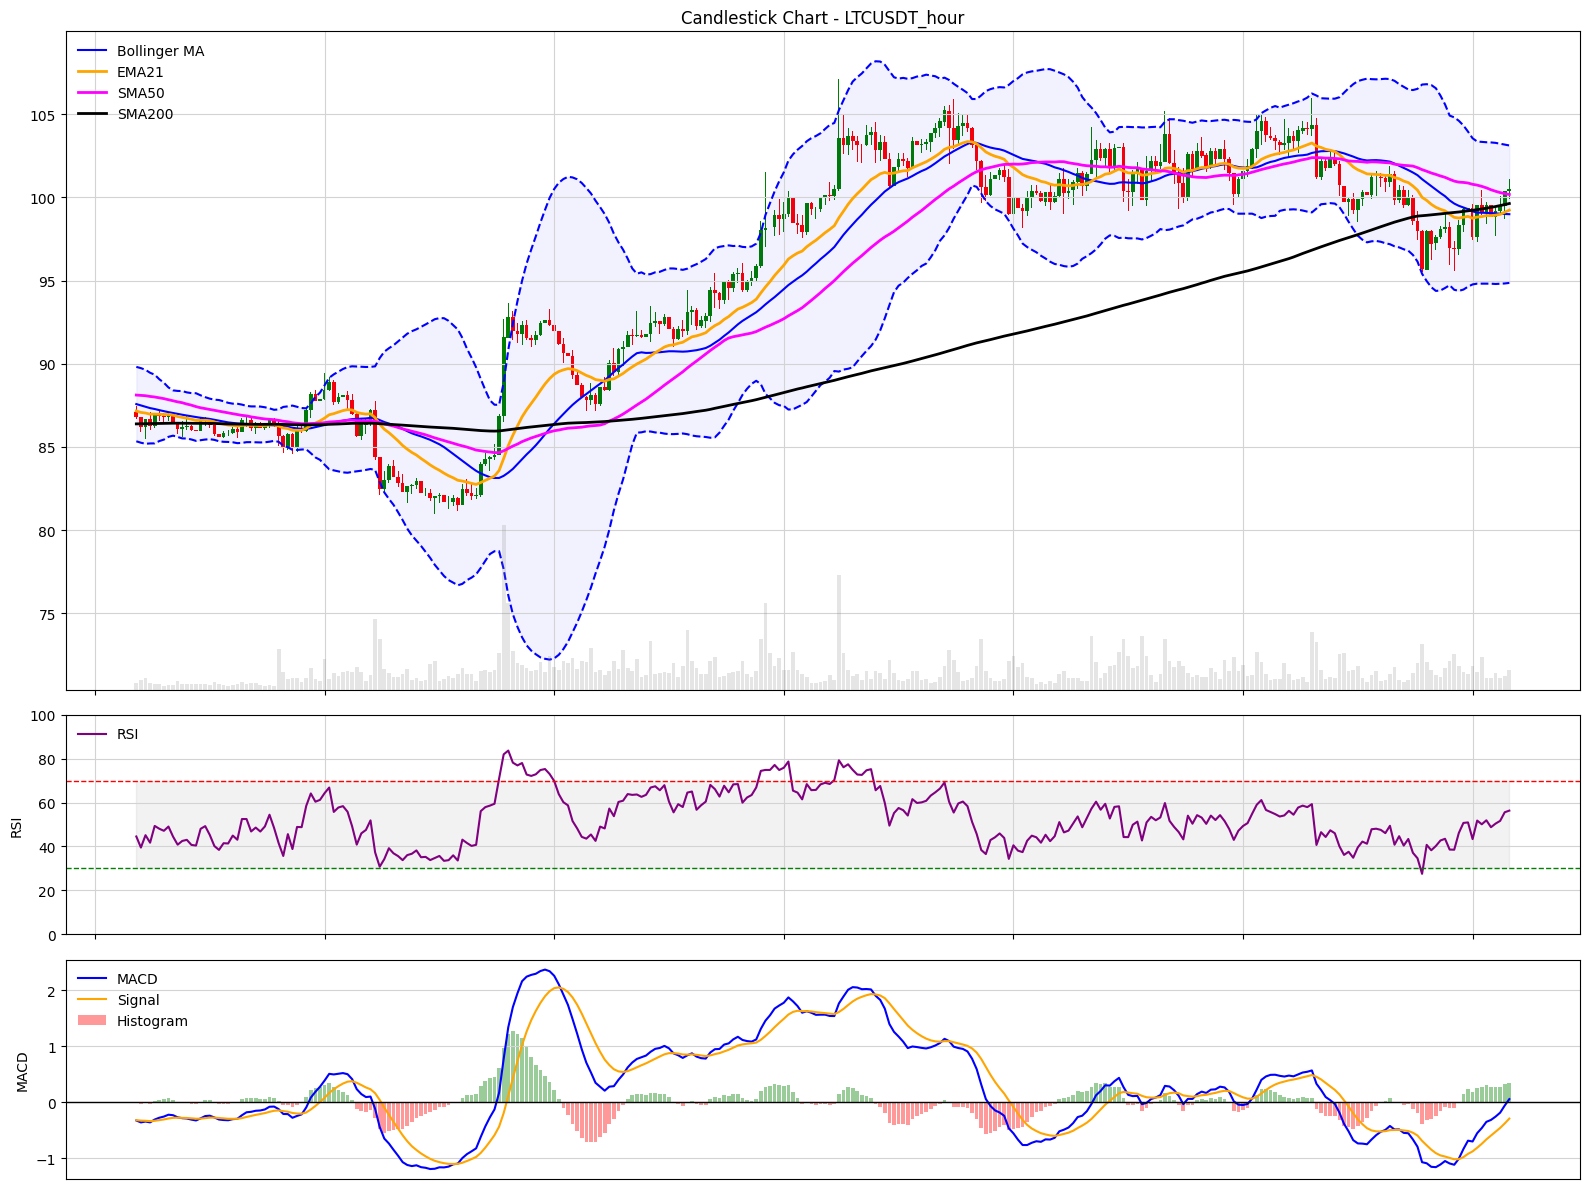 Candlestick Chart - LTCUSDT_hour
Bollinger MA
EMA21
SMA50
SMA200
105
100
95
90
85
80
75
RSI
100
80
60
40
20
0
RSI
MACD
Signal
Histogram
2
1
0
−1
MACD